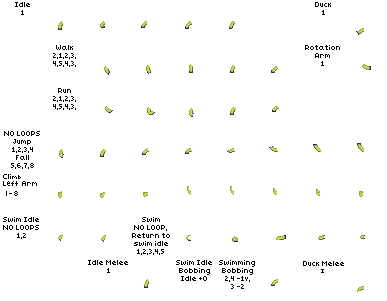 Idle
1
Duck
1
Walk
2,1,2,3,
4,5,4,3,
Rotation
Arm
1
Run
2,1,2,3,
4,5,4,3,
NO LOOPS
Jump
1,2,3,4
Fall
5,6,7,8
Climb
Left Arm
1-8
Swim Idle
NO LOOPS
1,2
Swim
NO LOOP,
Return to
swim idle
1,2,3,4,5
Idle Melee
1
Swim Idle
Bobbing
Idle +0
Swimming
Bobbing
2,4 -1v,
3 -2
Duck Melee
1